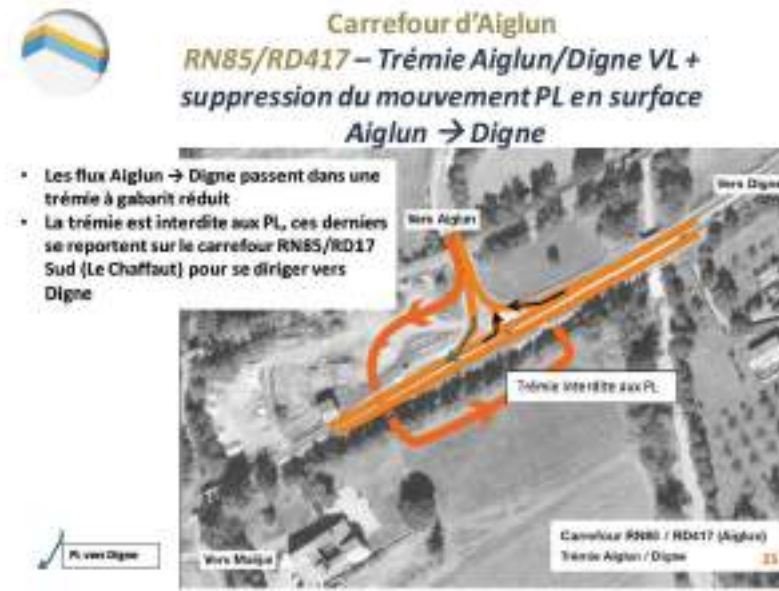 Carrefour d'Aiglun
RN85/RD417 – Trémie Aiglun/Digne VL +
suppression du mouvement PL en surface
Aiglun → Digne
• Les flux Aiglun → Digne passent dans une
trémie à gabarit réduit
• La trémie est interdite aux PL, ces derniers
se reportent sur le carrefour RN85/RD17
Sud (Le Chaffaut) pour se diriger vers
Digne
Vers Digne
Vers Aiglun
Trémie interdite aux PL
Carrefour RN85 / RD417 (Aiglun)
Trémie Aiglun / Digne
PL vers Digne
Vers Malijai